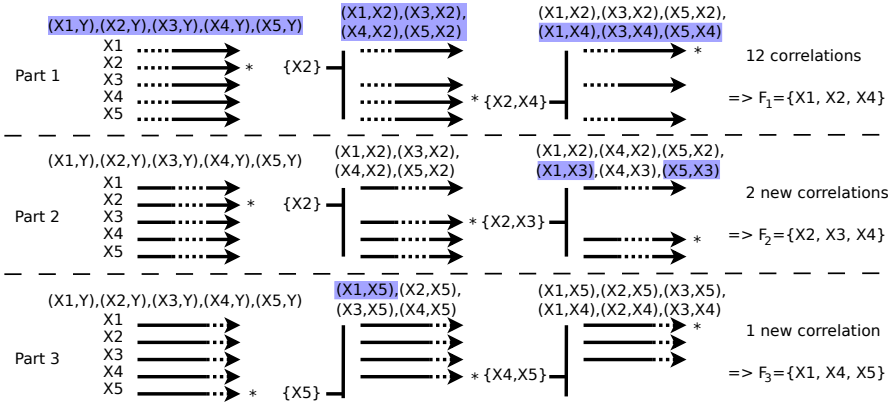 (X1,Y),(X2,Y),(X3,Y),(X4,Y),(X5,Y)
(X1,X2),(X3,X2),
(X4,X2),(X5,X2)
(X1,X2),(X3,X2),(X5,X2),
(X1,X4),(X3,X4),(X5,X4)
Part 1
X1
X2
X3
X4
X5
*
{X2}
*
{X2,X4}
*
12 correlations
=> F1={X1, X2, X4}
(X1,Y),(X2,Y),(X3,Y),(X4,Y),(X5,Y)
(X1,X2),(X3,X2),
(X4,X2),(X5,X2)
(X1,X2),(X4,X2),(X5,X2),
(X1,X3),(X4,X3),(X5,X3)
Part 2
X1
X2
X3
X4
X5
*
{X2}
*
{X2,X3}
*
2 new correlations
=> F2={X2, X3, X4}
(X1,Y),(X2,Y),(X3,Y),(X4,Y),(X5,Y)
(X1,X5),(X2,X5),
(X3,X5),(X4,X5)
(X1,X5),(X2,X5),(X3,X5),
(X1,X4),(X2,X4),(X3,X4)
Part 3
X1
X2
X3
X4
X5
*
{X5}
*
{X4,X5}
*
1 new correlation
=> F3={X1, X4, X5}